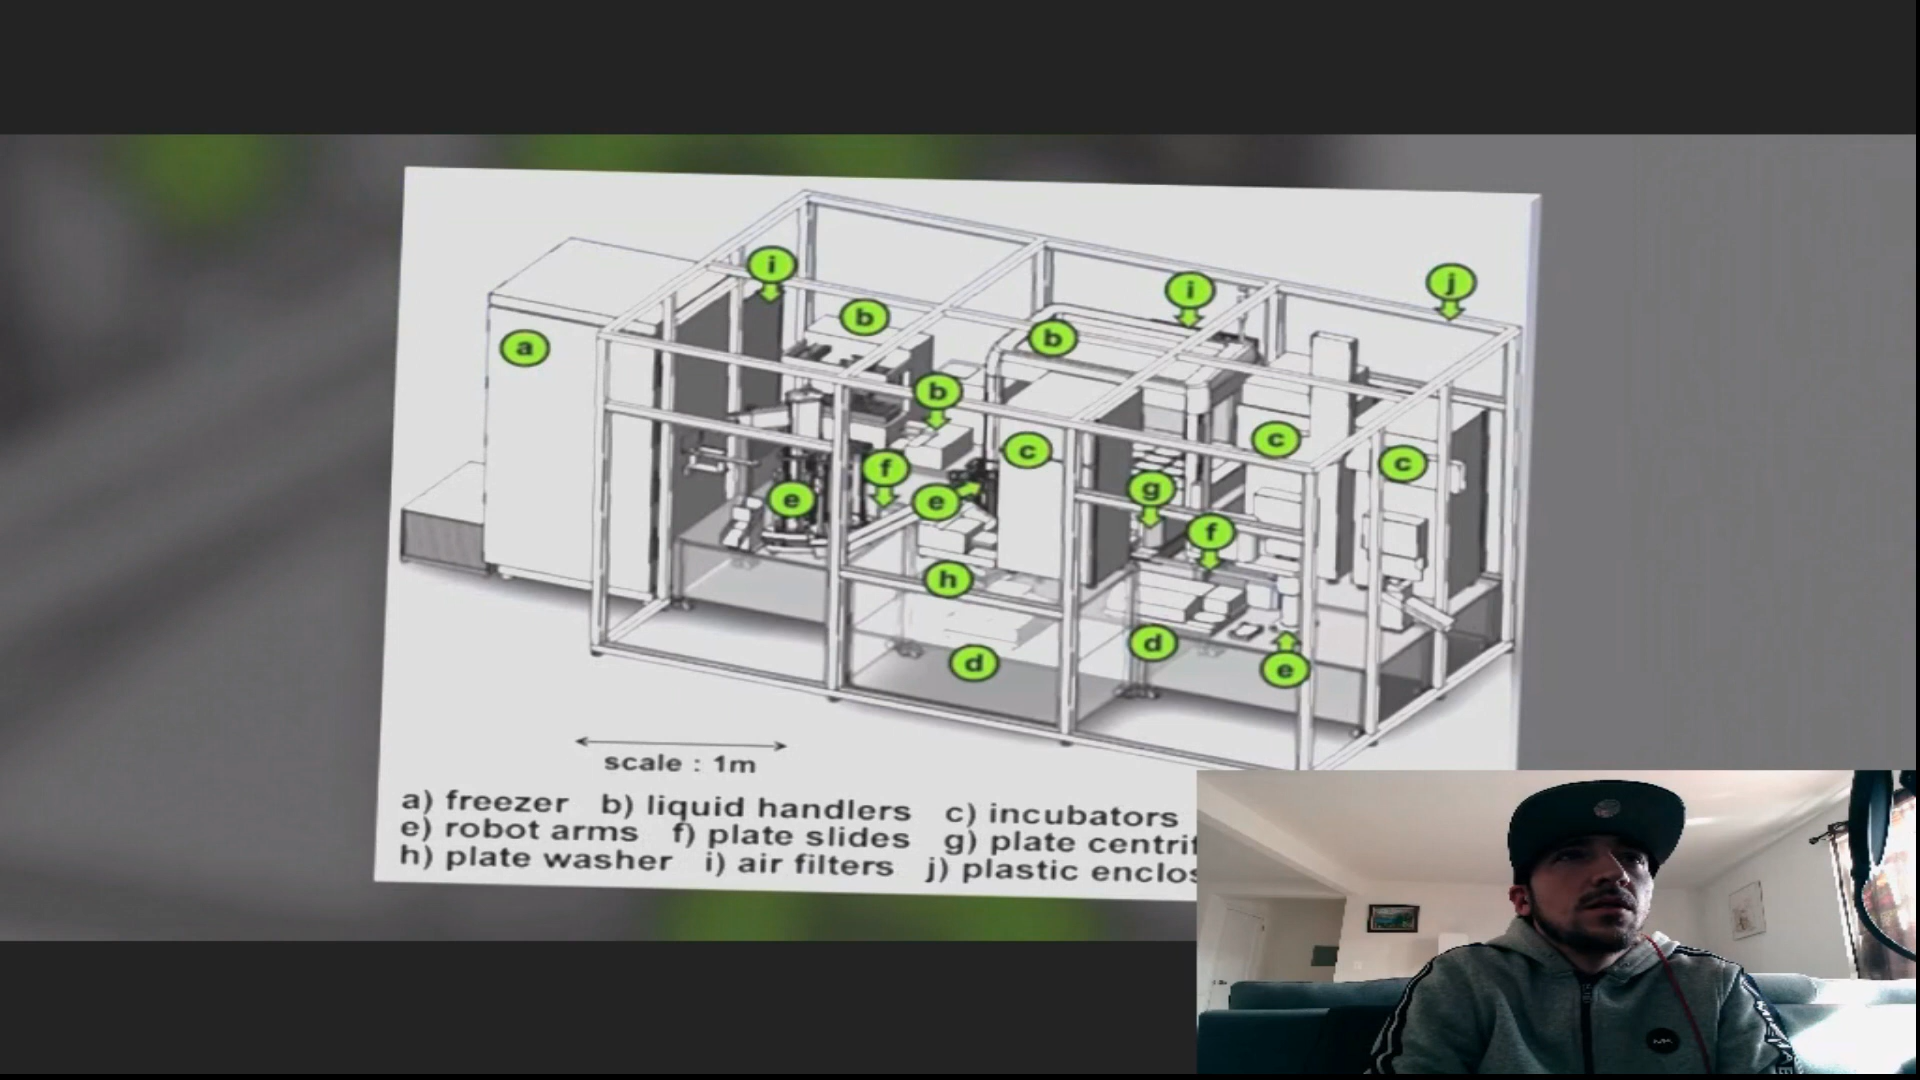 i
i
j
b
a
b
b
c
c
c
f
g
e
e
f
h
d
d
e
scale : 1m
a) freezer b) liquid handlers c) incubators
e) robot arms f) plate slides g) plate
h) plate washer i) air filters j) plastic